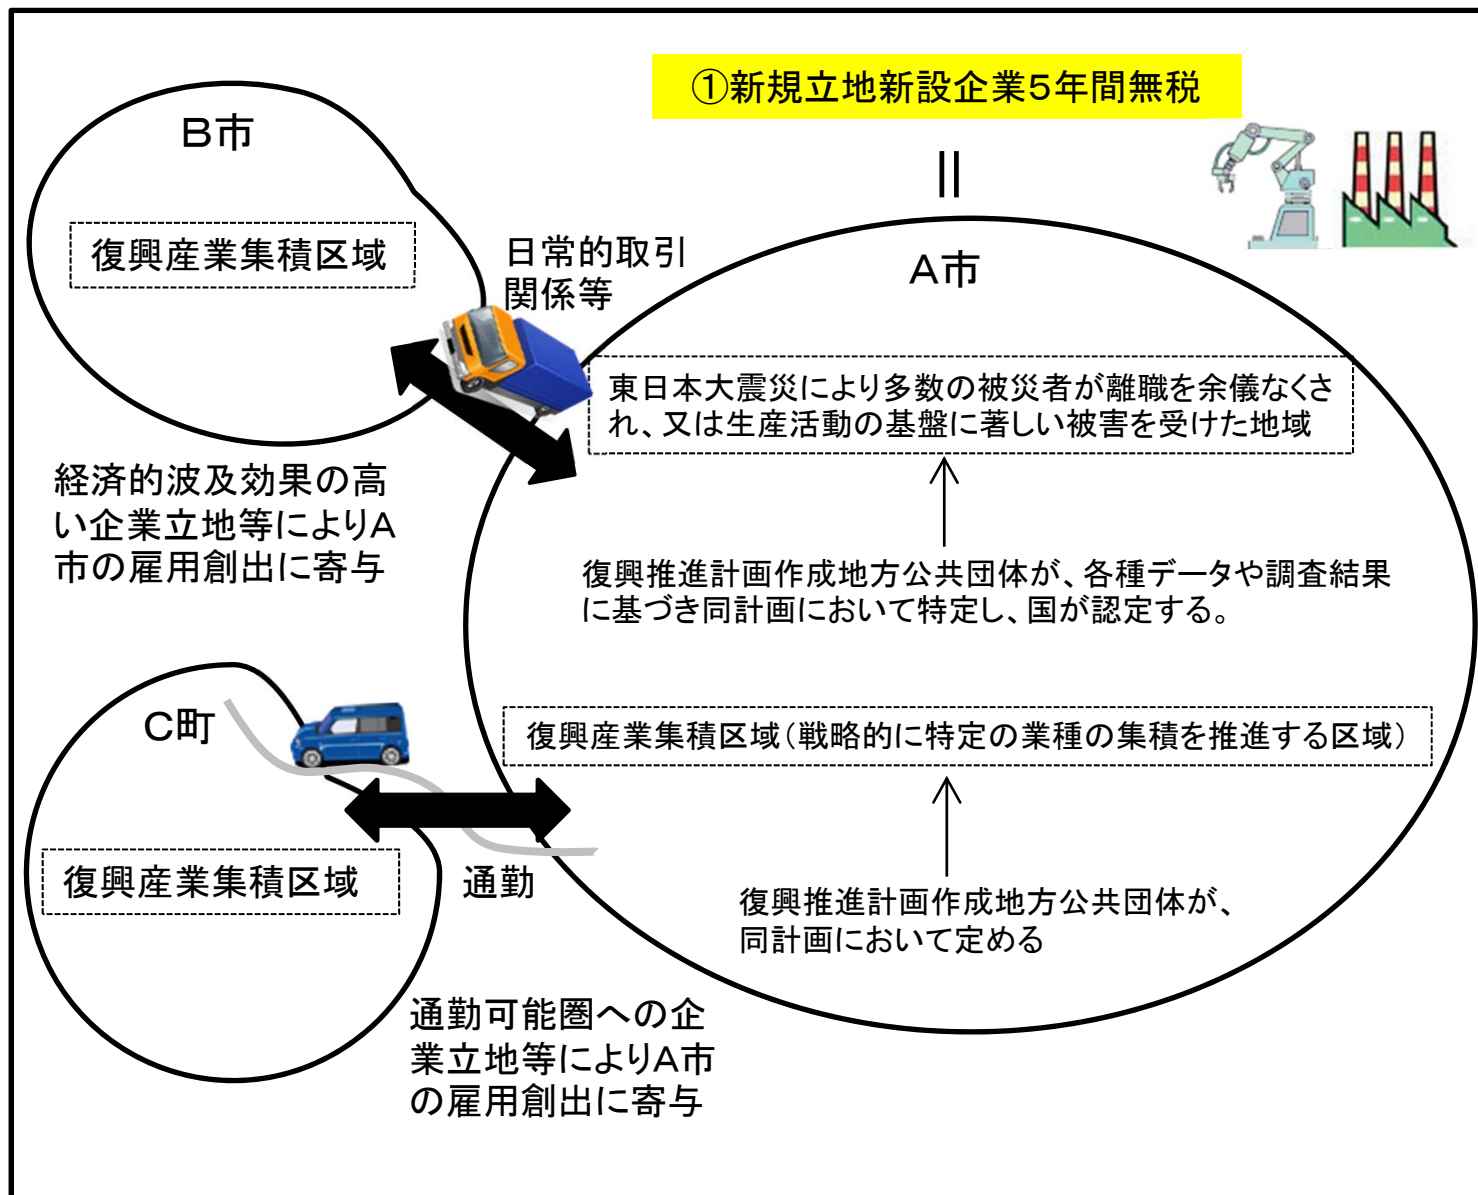 ①新規立地新設企業5年間無税
B市
復興産業集積区域
日常的取引
関係等
A市
東日本大震災により多数の被災者が離職を余儀なくさ
れ、又は生産活動の基盤に著しい被害を受けた地域
経済的波及効果の高
い企業立地等によりA
市の雇用創出に寄与
復興推進計画作成地方公共団体が、各種データや調査結果
に基づき同計画において特定し、国が認定する。
C町
復興産業集積区域(戦略的に特定の業種の集積を推進する区域)
復興産業集積区域
通勤
復興推進計画作成地方公共団体が、
同計画において定める
通勤可能圏への企
業立地等によりA市
の雇用創出に寄与